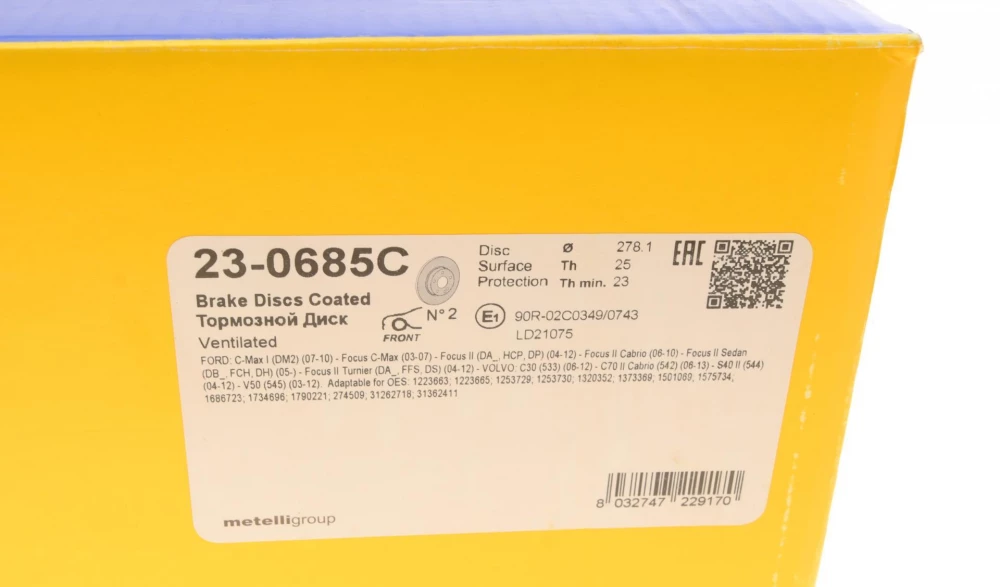 23-0685C
Brake Discs Coated
Тормозной Диск
Ventilated
FRONT
N° 2
Disc ø 278.1
Surface Th 25
Protection Th min. 23
EAC
E1 90R-02C0349/0743
LD21075
FORD: C-Max I (DM2) (07-10) - Focus C-Max (03-07) - Focus II (DA_, HCP, DP) (04-12) - Focus II Cabrio (06-10) - Focus II Sedan
(DB_, FCH, DH) (05-) - Focus II Turnier (DA_, FFS, DS) (04-12) - VOLVO: C30 (533) (06-12) - C70 II Cabrio (542) (06-13) - S40 II (544)
(04-12) - V50 (545) (03-12). Adaptable for OES: 1223663; 1223665; 1253729; 1253730; 1320352; 1373369; 1501069; 1575734;
1686723; 1734696; 1790221; 274509; 31262718; 31362411
8 032747 229170
metelligroup